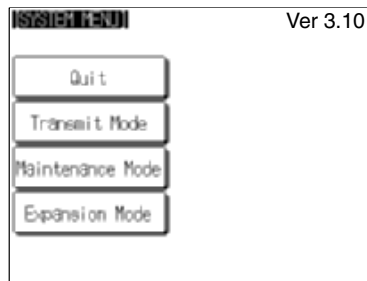 [SYSTEM MENU]
Ver 3.10
Quit
Transmit Mode
Maintenance Mode
Expansion Mode